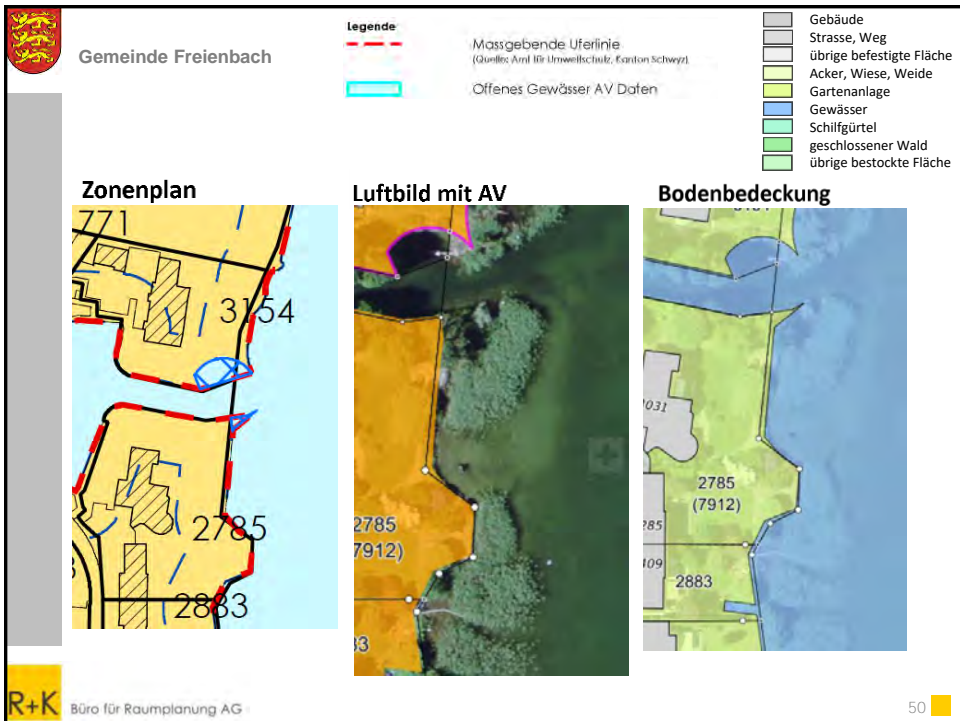 Gemeinde Freienbach
Legende
Massgebende Uferlinie
(Quelle: Amt für Umweltschutz, Kanton Schwyz)
Offenes Gewässer AV Daten
Gebäude
Strasse, Weg
übrige befestigte Fläche
Acker, Wiese, Weide
Gartenanlage
Gewässer
Schilfgürtel
geschlossener Wald
übrige bestockte Fläche
Zonenplan
771
3154
2785
2883
Luftbild mit AV
2785
7912)
33
Bodenbedeckung
2031
2785
(7912)
285
409
2883
R+K Büro für Raumplanung AG
50